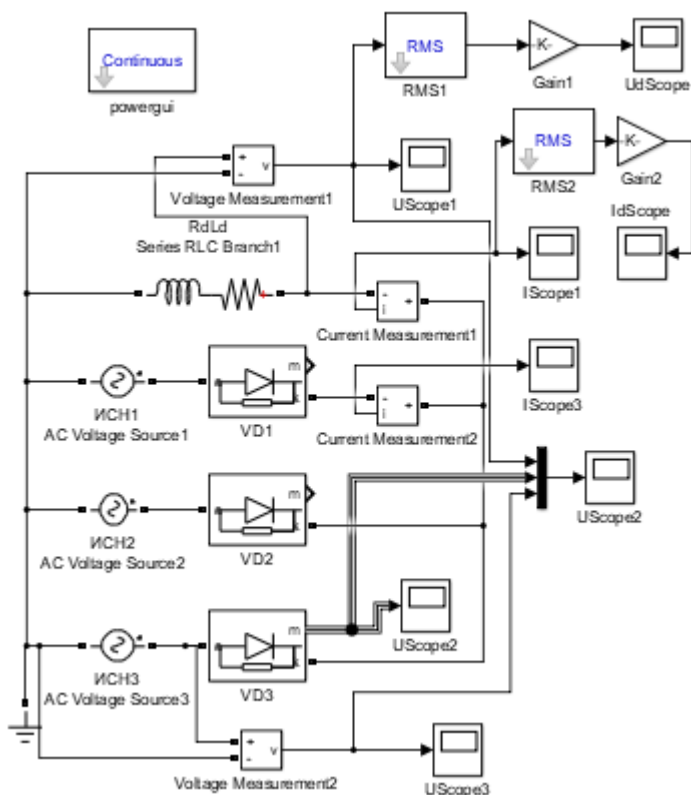 Continuous
powergui
RMS
RMS1
-K-
Gain1
UdScope
RMS
RMS2
-K-
Gain2
+
-
v
Voltage Measurement1
UScope1
IdScope
RdLd
Series RLC Branch1
-
i
+
Current Measurement1
IScope1
ИСН1
AC Voltage Source1
a
m
k
VD1
-
i
+
Current Measurement2
IScope3
ИСН2
AC Voltage Source2
a
m
k
VD2
UScope2
ИСН3
AC Voltage Source3
a
m
k
VD3
UScope2
+
-
v
Voltage Measurement2
UScope3